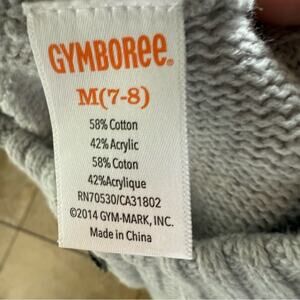 GYMBOREE®
M(7-8)
58% Cotton
42% Acrylic
58% Coton
42%Acrylique
RN70530/CA31802
©2014 GYM-MARK, INC.
Made in China